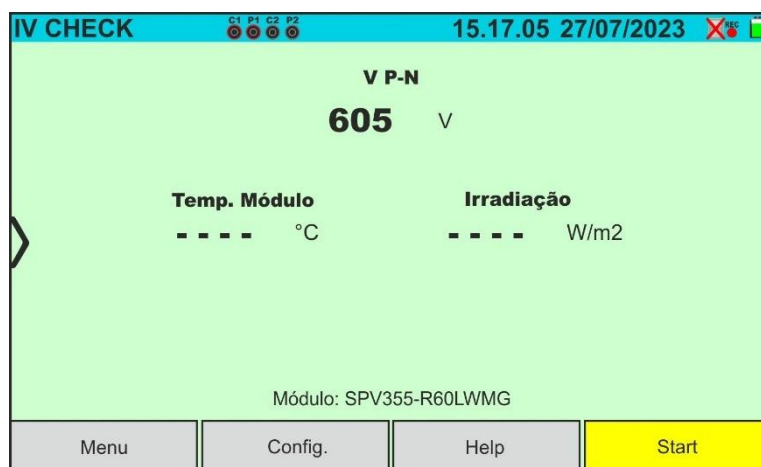 IV CHECK C1 P1 C2 P2 15.17.05 27/07/2023 REC
V P-N
605 V
Temp. Módulo Irradiação
- - - - °C - - - - W/m2
Módulo: SPV355-R60LWMG
Menu Config. Help Start